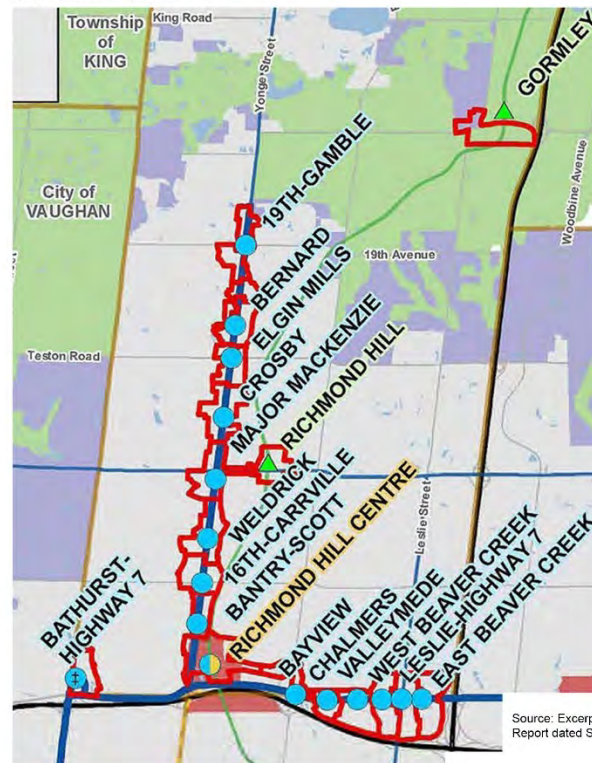 Township
of
KING
King Road
Yonge Street
GORMLEY
Woodbine Avenue
City of
VAUGHAN
19TH-GAMBLE
BERNARD
19th Avenue
ELGIN MILLS
CROSBY
Teston Road
MAJOR MACKENZIE
RICHMOND HILL
WELDRICK
16TH-CARRVILLE
BANTRY-SCOTT
RICHMOND HILL CENTRE
Leslie Street
BATHURST-
HIGHWAY 7
‡
BAYVIEW
CHALMERS
VALLEYMEDE
WEST BEAVER CREEK
LESLIE-HIGHWAY 7
EAST BEAVER CREEK
Source: Excerp
Report dated S